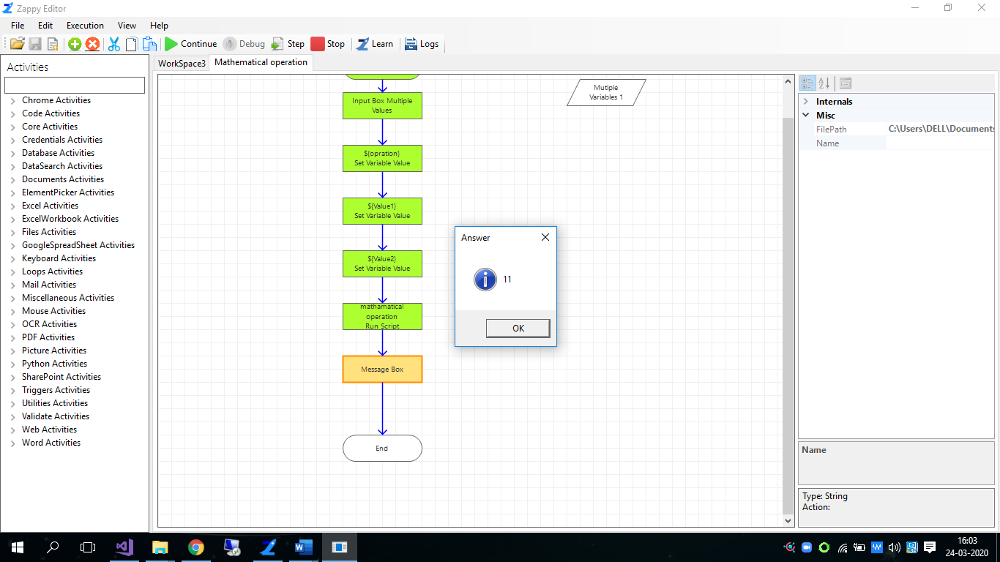 Zappy Editor
File Edit Execution View Help
Continue Debug Step Stop Learn Logs
Activities
Chrome Activities
Code Activities
Core Activities
Credentials Activities
Database Activities
DataSearch Activities
Documents Activities
ElementPicker Activities
Excel Activities
ExcelWorkbook Activities
Files Activities
GoogleSpreadSheet Activities
Keyboard Activities
Loops Activities
Mail Activities
Miscellaneous Activities
Mouse Activities
OCR Activities
PDF Activities
Picture Activities
Python Activities
SharePoint Activities
Triggers Activities
Utilities Activities
Validate Activities
Web Activities
Word Activities
WorkSpace3 Mathematical operation
Input Box Multiple
Values
${opration}
Set Variable Value
${Value1}
Set Variable Value
${Value2}
Set Variable Value
mathamatical
operation
Run Script
Message Box
End
Mutiple
Variables 1
Answer
11
OK
Internals
Misc
FilePath C:\Users\DELL\Documents
Name
Name
Type: String
Action:
16:03
24-03-2020